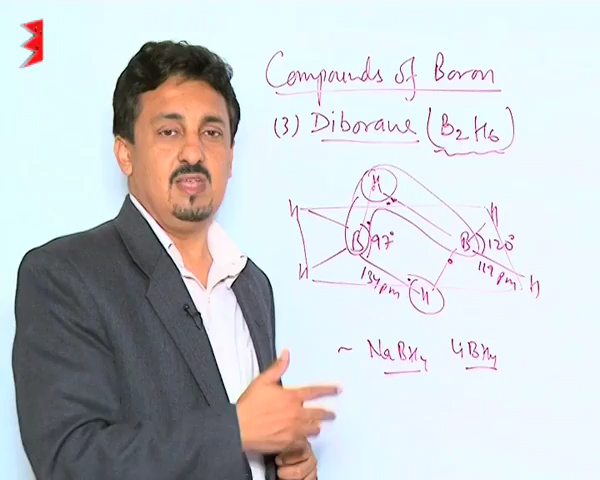 Compounds of Boron
(3) Diborane (B2H6)
H
H H
B 97° B 120°
H 134 pm H 119 pm H
~ NaBH4 LiBH4